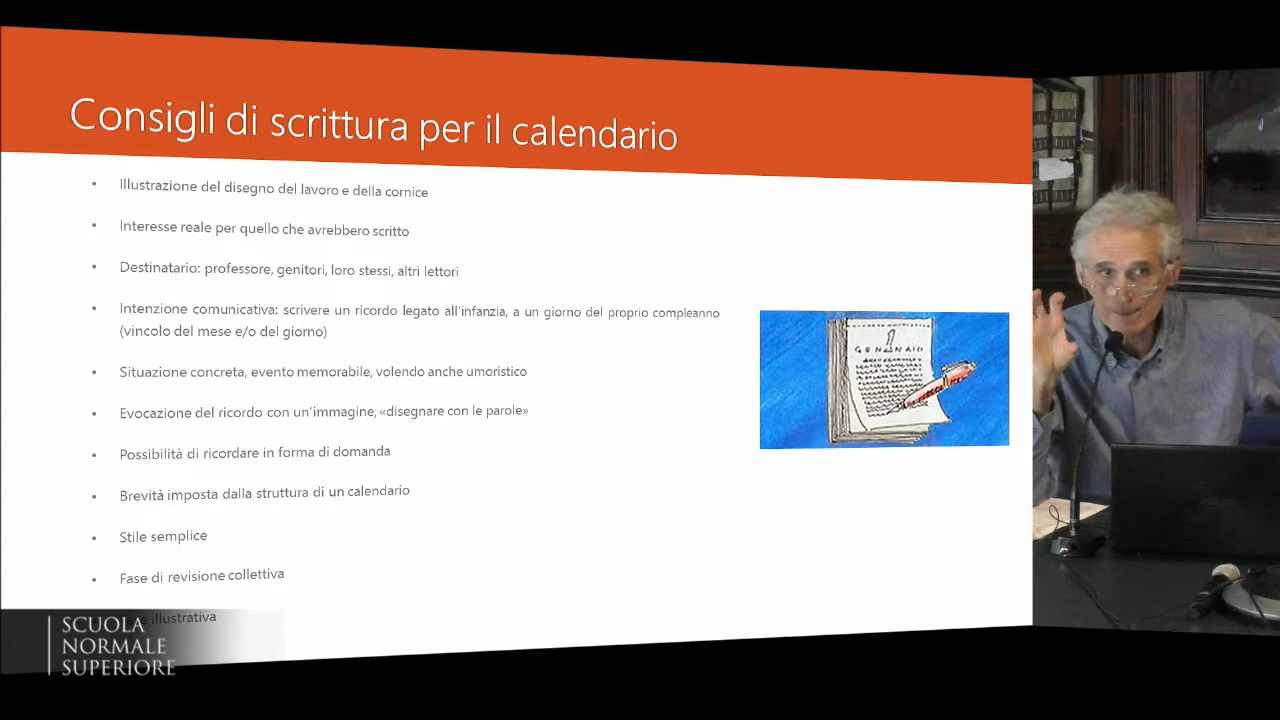 Consigli di scrittura per il calendario
• Illustrazione del disegno del lavoro e della cornice
• Interesse reale per quello che avrebbero scritto
• Destinatario: professore, genitori, loro stessi, altri lettori
• Intenzione comunicativa: scrivere un ricordo legato all'infanzia, a un giorno del proprio compleanno
(vincolo del mese e/o del giorno)
• Situazione concreta, evento memorabile, volendo anche umoristico
• Evocazione del ricordo con un'immagine, «disegnare con le parole»
• Possibilità di ricordare in forma di domanda
• Brevità imposta dalla struttura di un calendario
• Stile semplice
• Fase di revisione collettiva
illustrativa
1
GENNAIO
SCUOLA
NORMALE
SUPERIORE